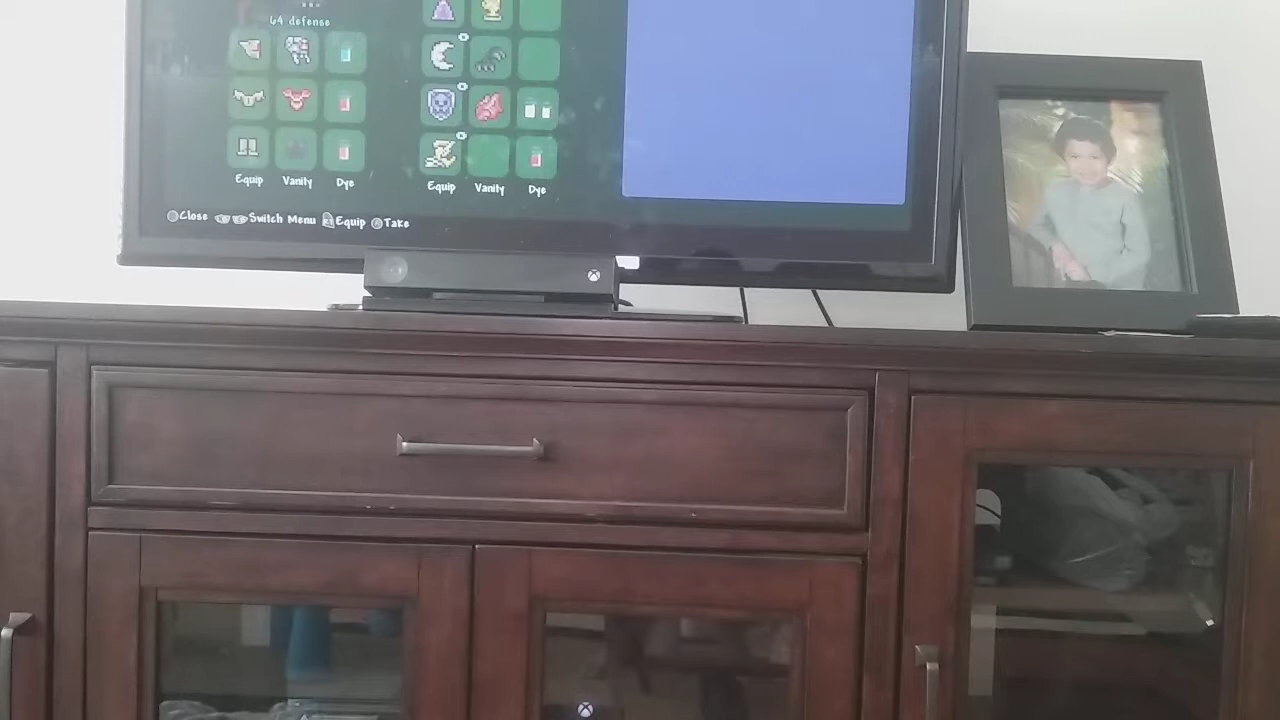 64 defense
Equip Vanity Dye Equip Vanity Dye
Close Switch Menu Equip Take